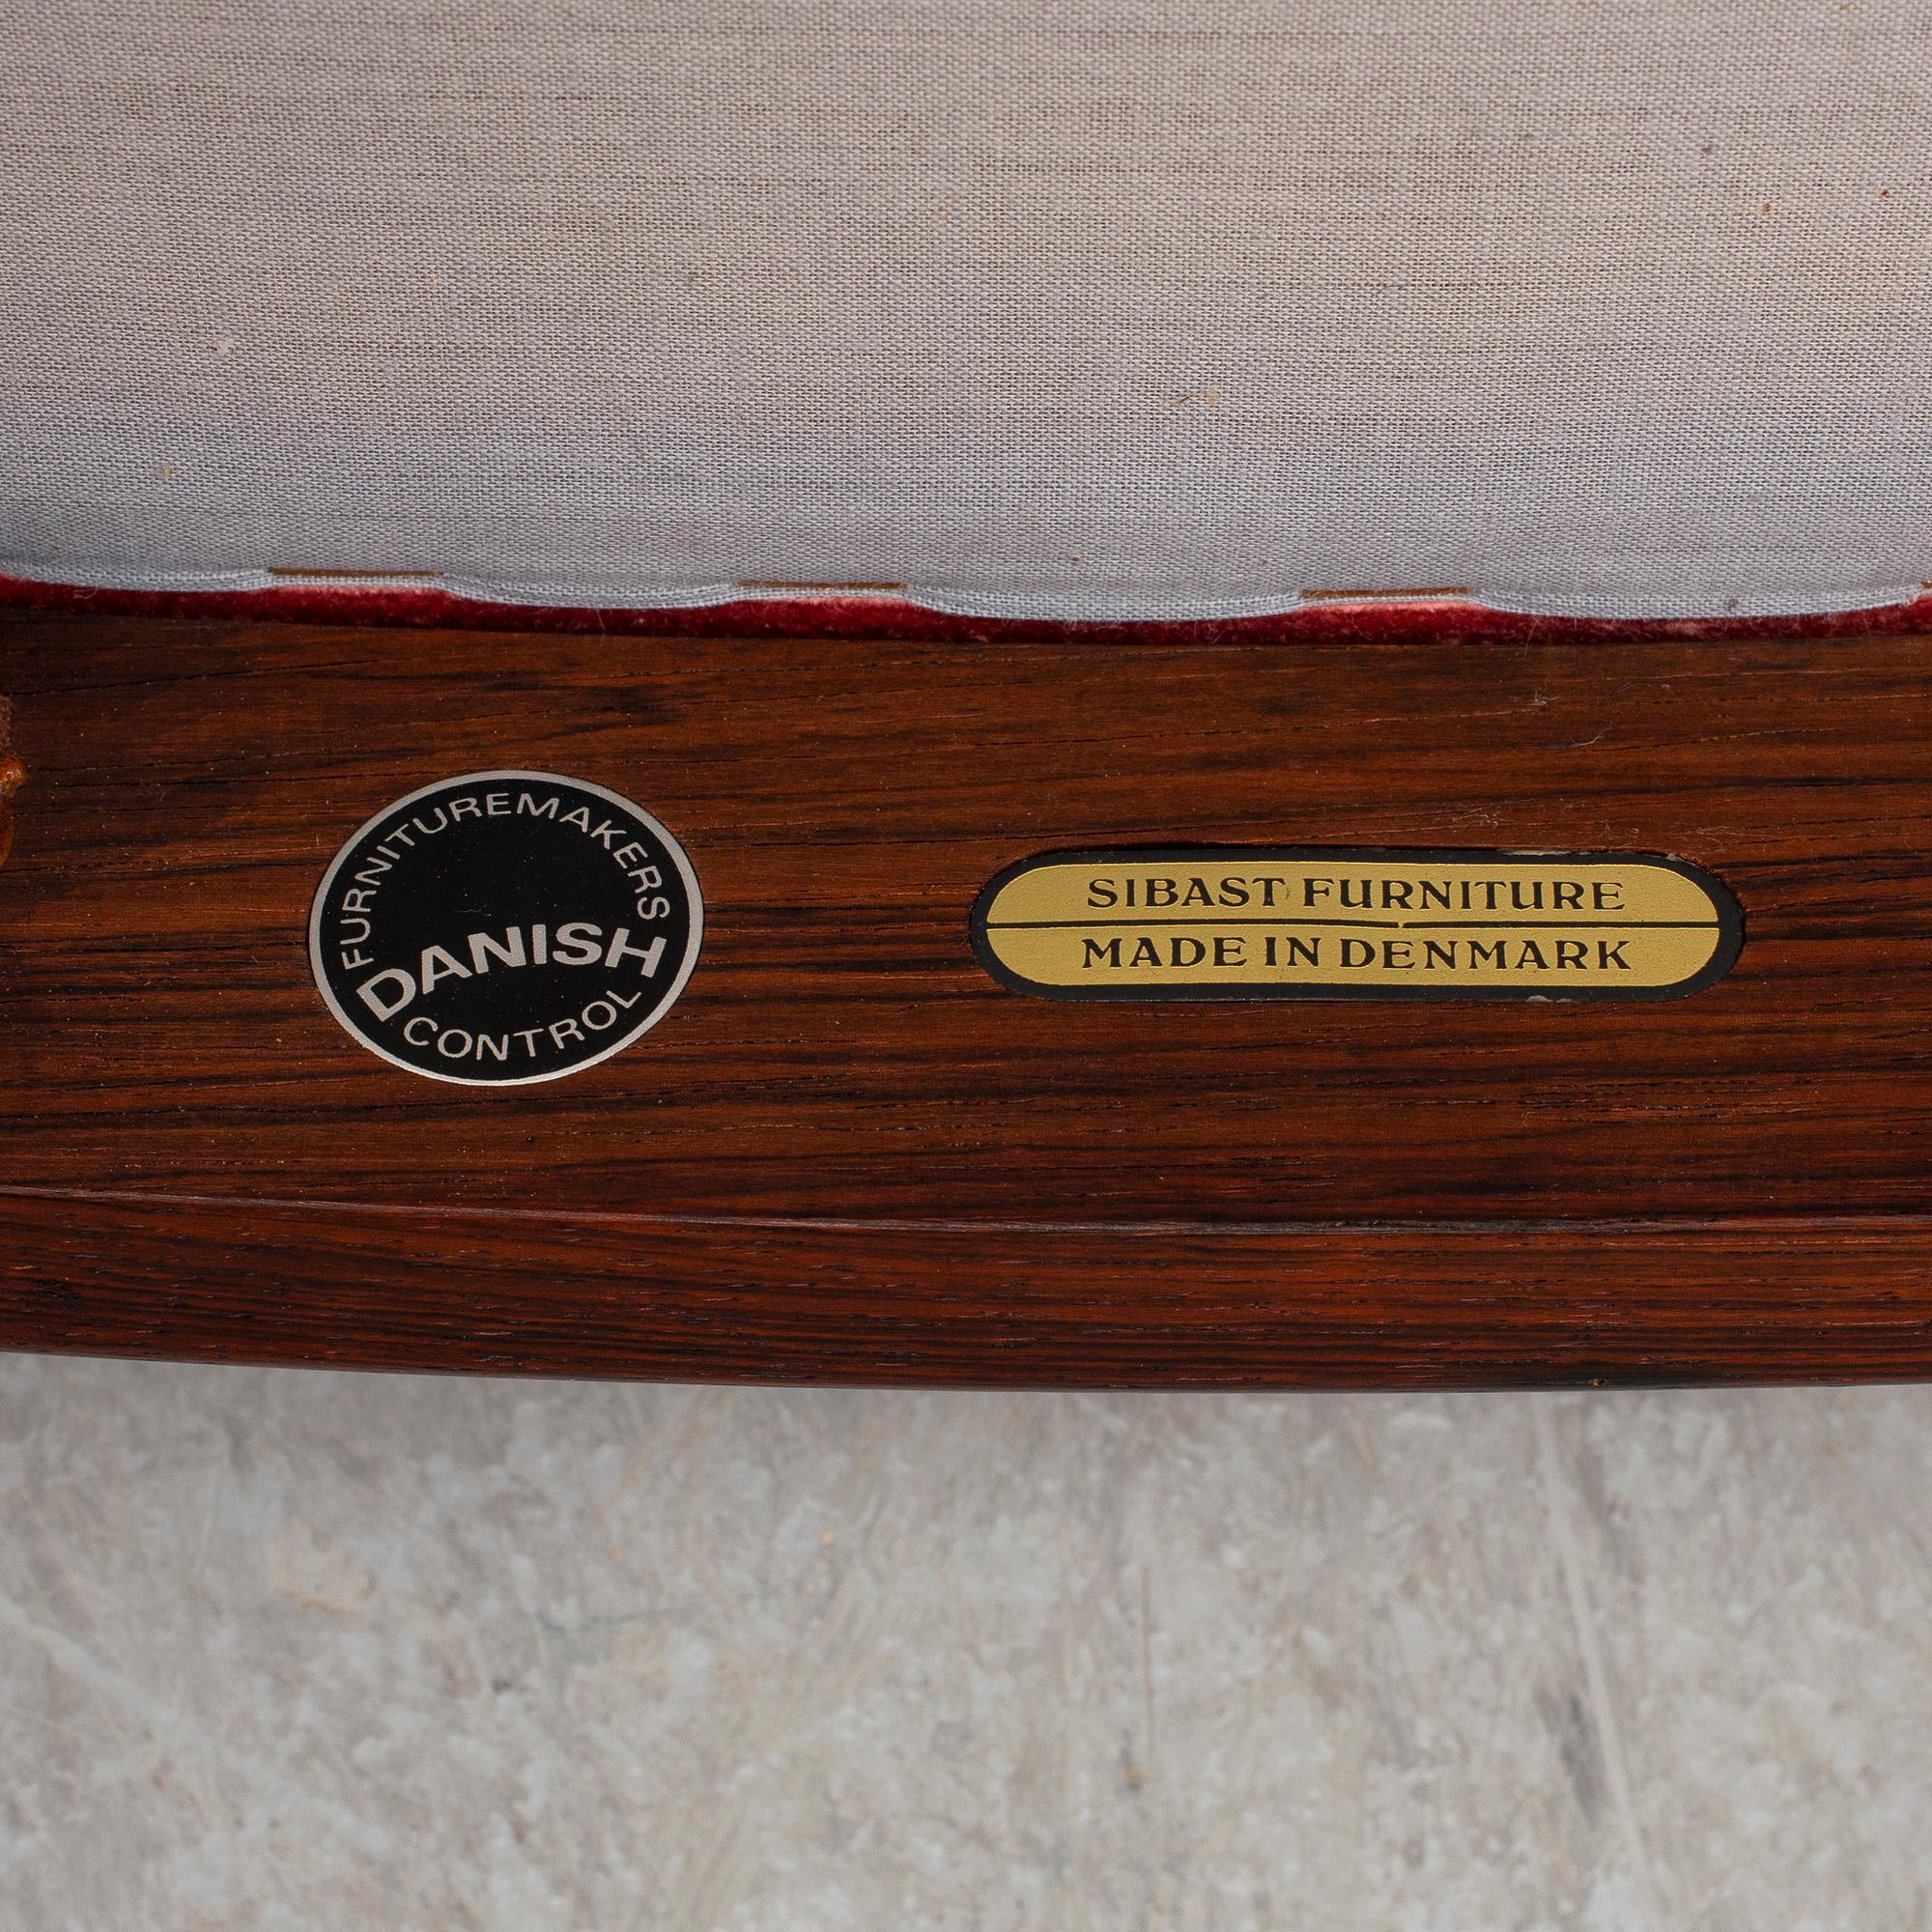 FURNITUREMAKERS
DANISH
CONTROL
SIBAST FURNITURE
MADE IN DENMARK